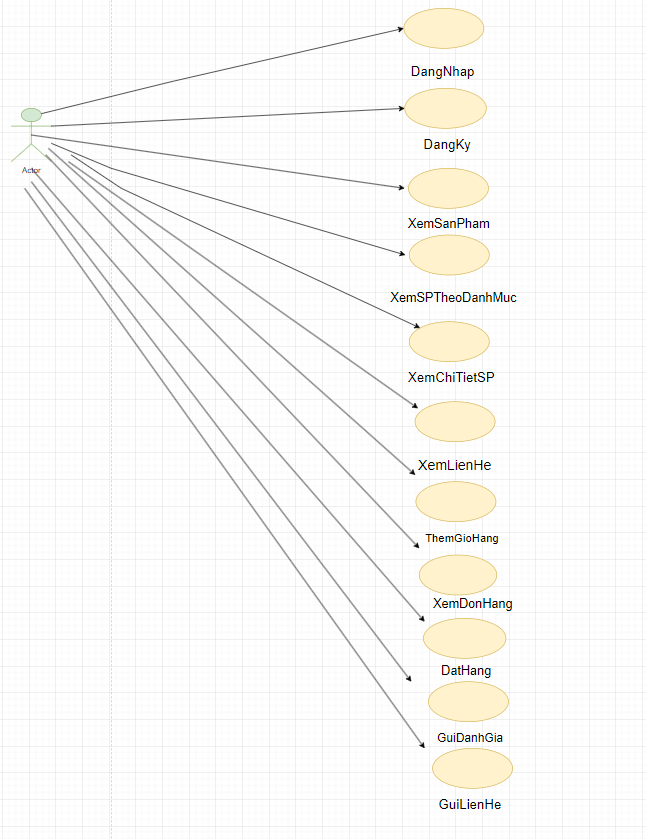 DangNhap
DangKy
Actor
XemSanPham
XemSPTheoDanhMuc
XemChiTietSP
XemLienHe
ThemGioHang
XemDonHang
DatHang
GuiDanhGia
GuiLienHe